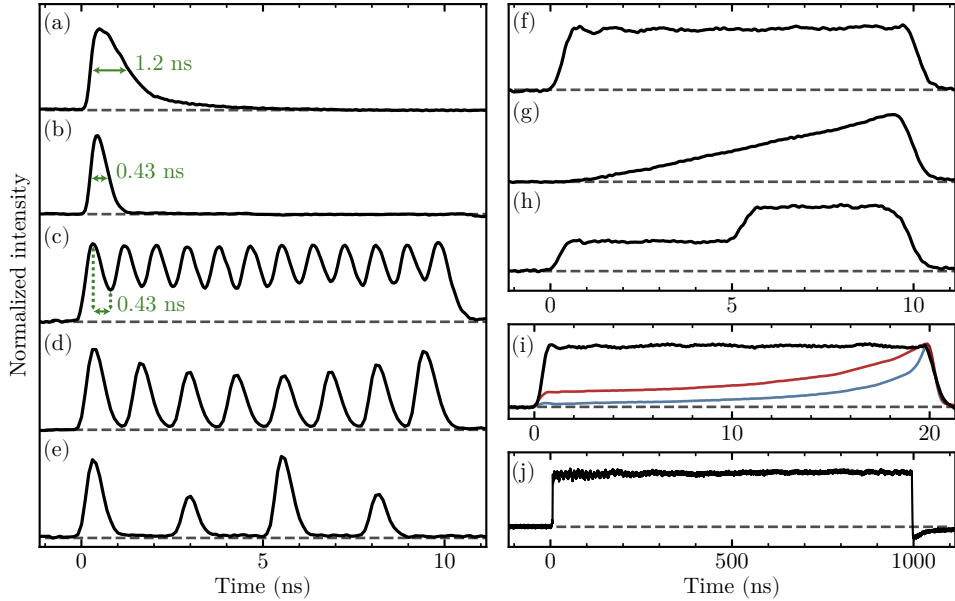 Normalized intensity
(a)
1.2 ns
(b)
0.43 ns
(c)
0.43 ns
(d)
(e)
0 5 10
Time (ns)
(f)
(g)
(h)
0 5 10
(i)
0 10 20
(j)
0 500 1000
Time (ns)